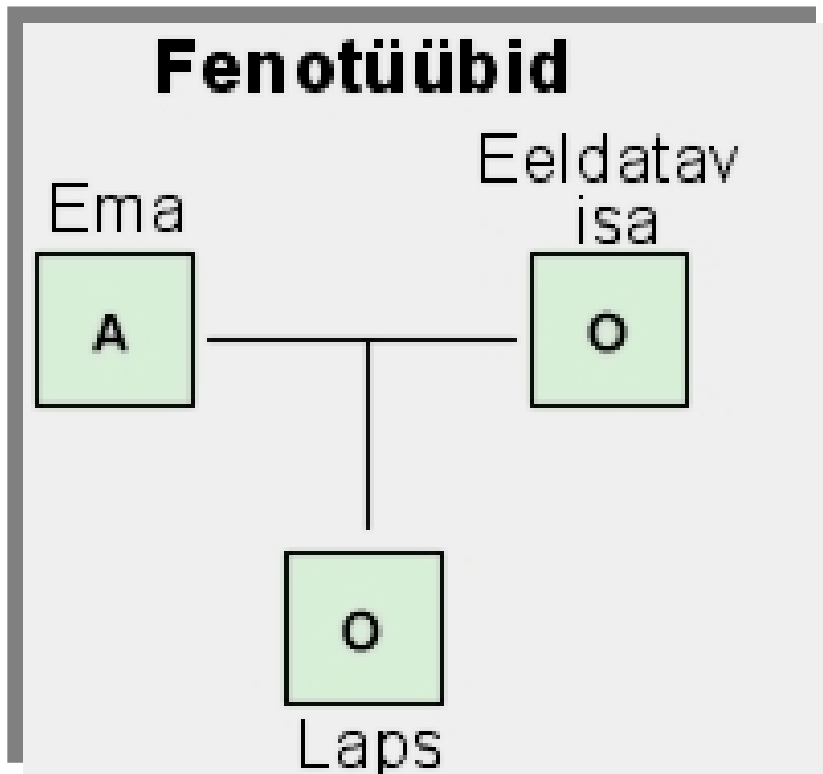 Fenotüübid
Eeldatav
isa
Ema
A
O
O
Laps